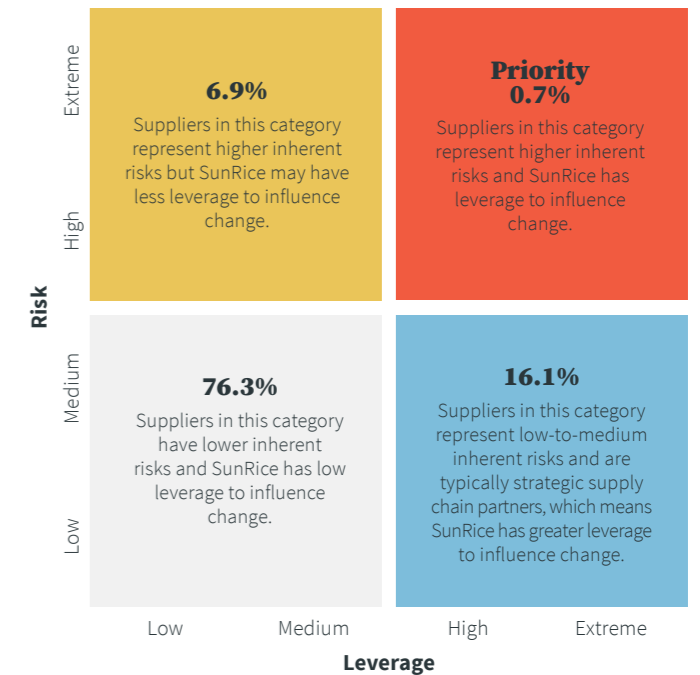 Risk
Extreme
High
Medium
Low
6.9%
Suppliers in this category
represent higher inherent
risks but SunRice may have
less leverage to influence
change.
Priority
0.7%
Suppliers in this category
represent higher inherent
risks and SunRice has
leverage to influence
change.
76.3%
Suppliers in this category
have lower inherent
risks and SunRice has low
leverage to influence
change.
16.1%
Suppliers in this category
represent low-to-medium
inherent risks and are
typically strategic supply
chain partners, which means
SunRice has greater leverage
to influence change.
Low
Medium
High
Extreme
Leverage